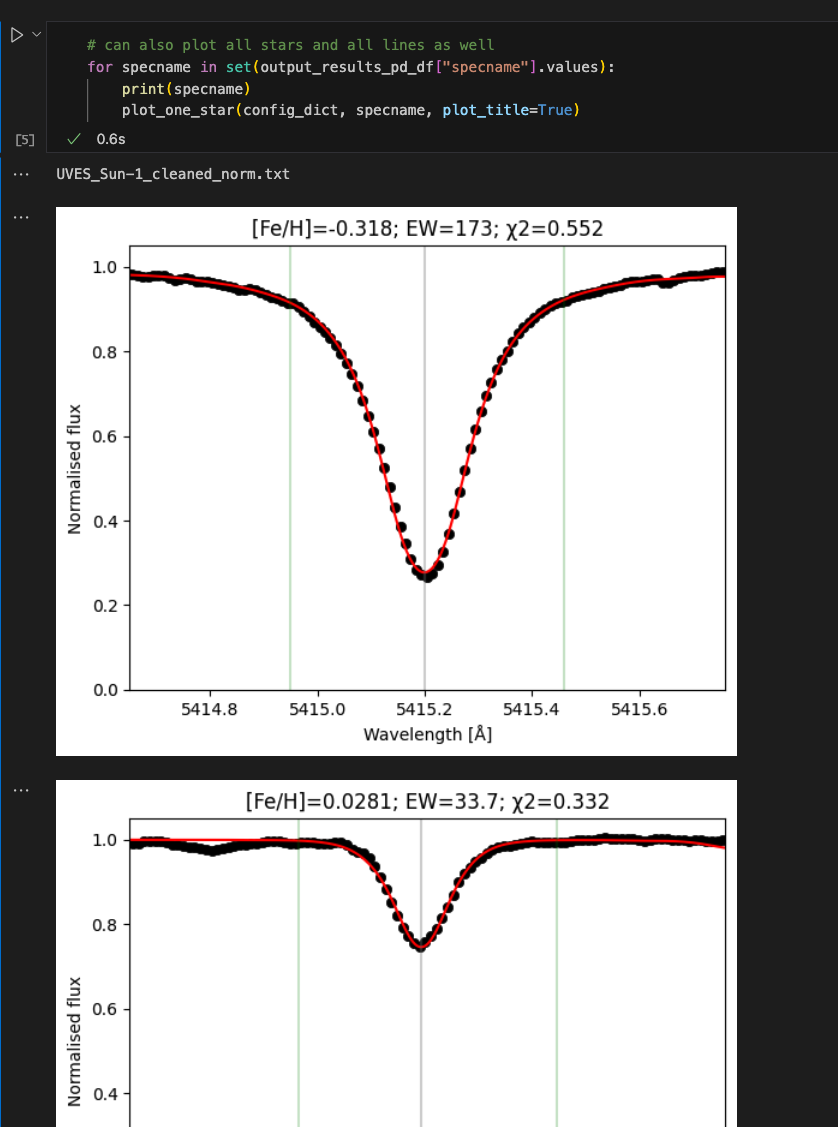 # can also plot all stars and all lines as well
for specname in set(output_results_pd_df["specname"].values):
print(specname)
plot_one_star(config_dict, specname, plot_title=True)
[5]
0.6s
...
UVES_Sun-1_cleaned_norm.txt
...
[Fe/H]=-0.318; EW=173; χ2=0.552
1.0
0.8
0.6
0.4
0.2
0.0
Normalised flux
5414.8 5415.0 5415.2 5415.4 5415.6
Wavelength [Å]
...
[Fe/H]=0.0281; EW=33.7; χ2=0.332
1.0
0.8
0.6
0.4
Normalised flux